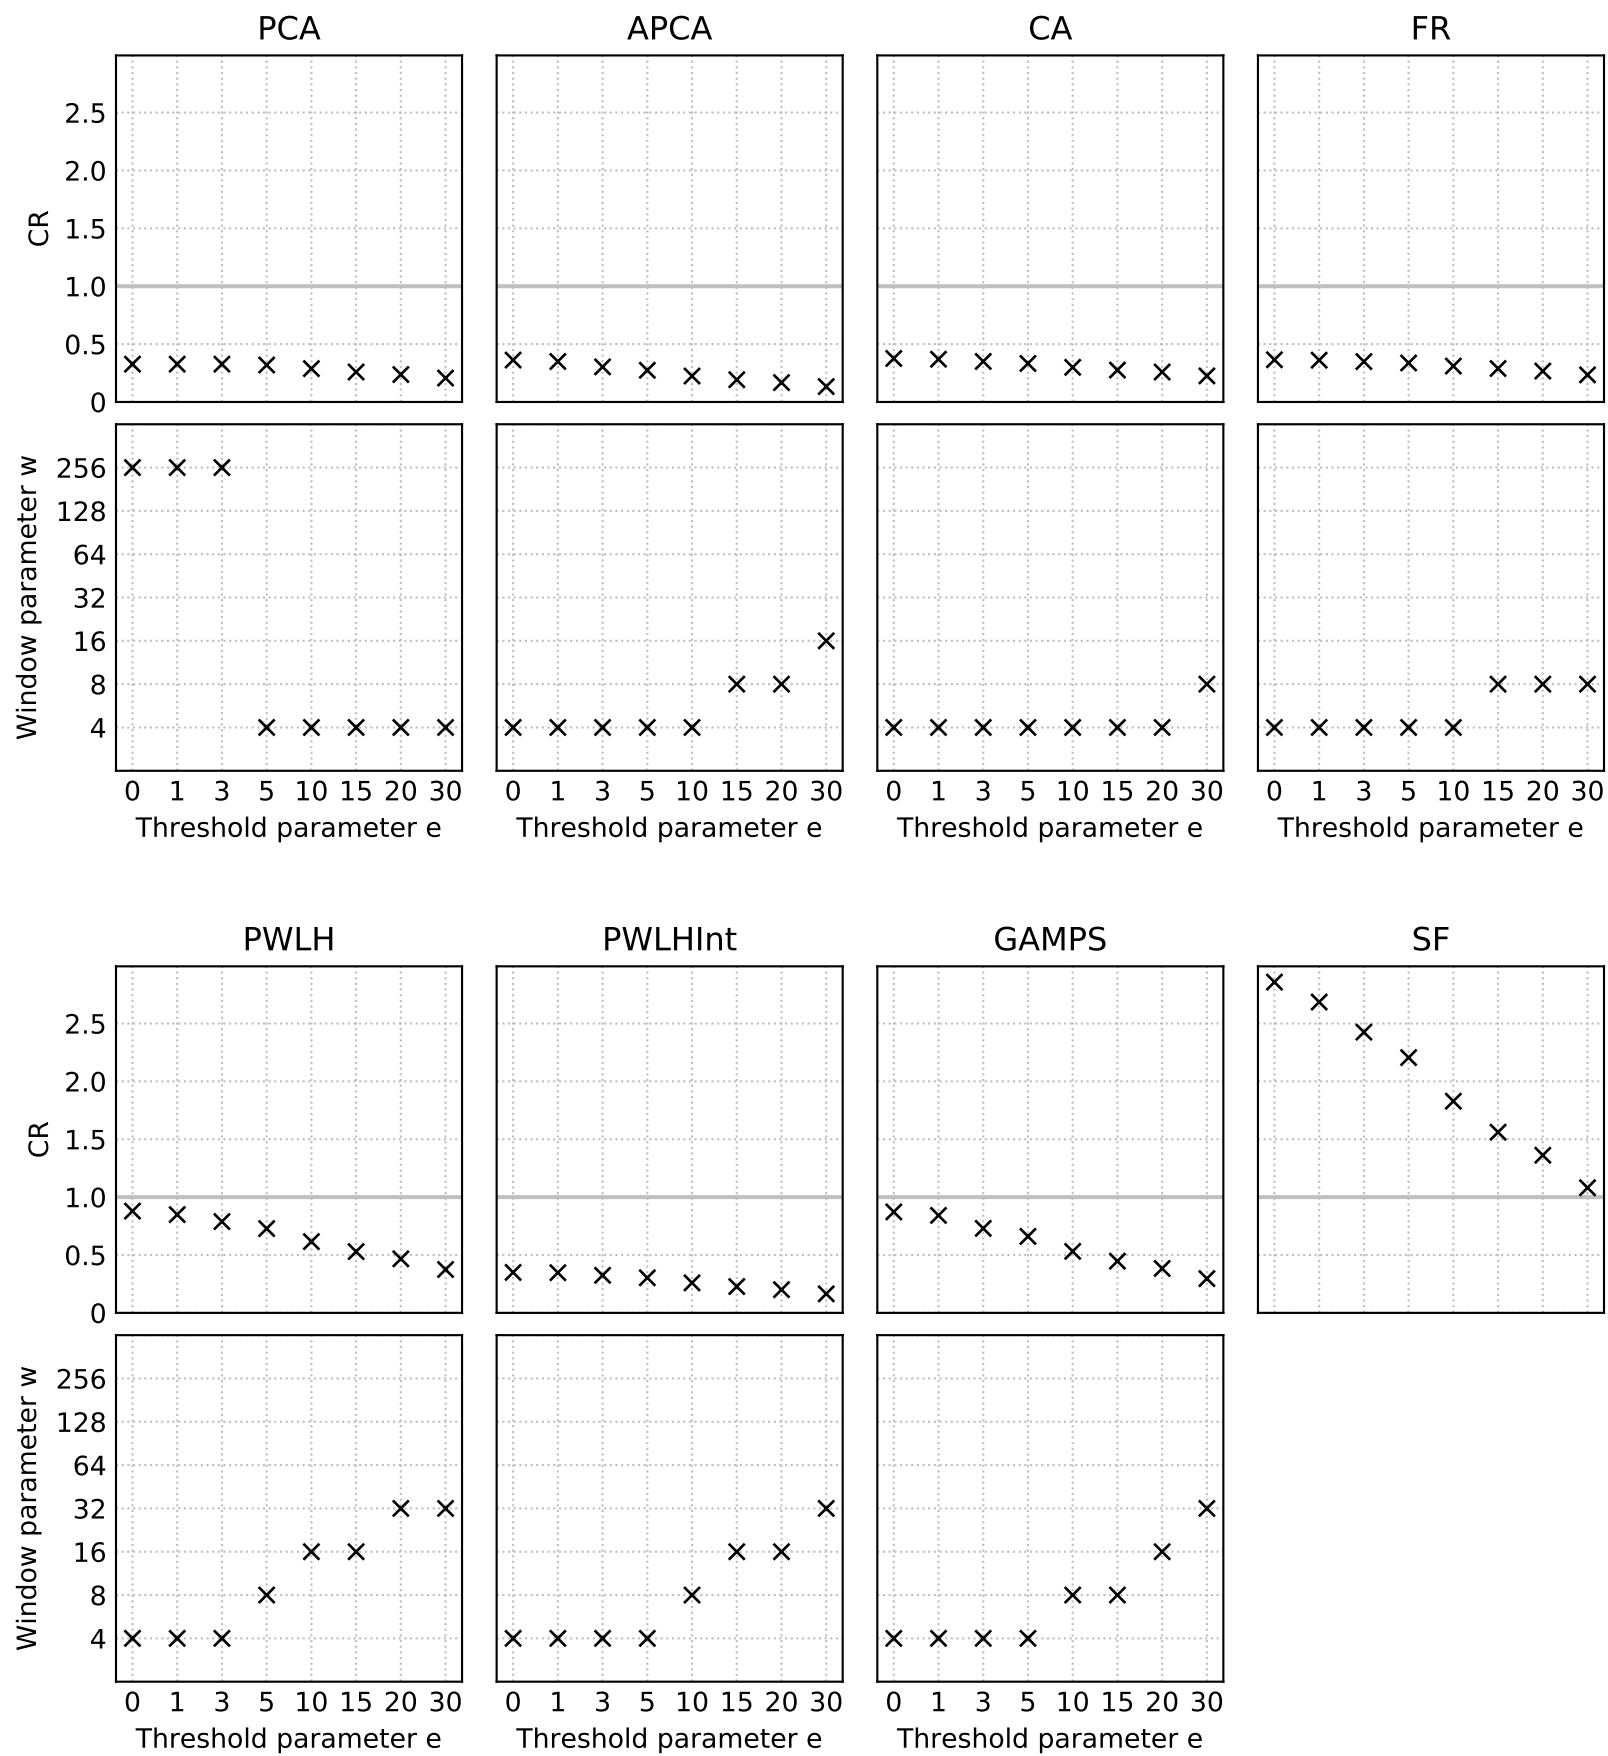 PCA APCA CA FR
CR
2.5
2.0
1.5
1.0
0.5
0
Window parameter w
256
128
64
32
16
8
4
0 1 3 5 10 15 20 30 0 1 3 5 10 15 20 30 0 1 3 5 10 15 20 30 0 1 3 5 10 15 20 30
Threshold parameter e Threshold parameter e Threshold parameter e Threshold parameter e
PWLH PWLHInt GAMPS SF
CR
2.5
2.0
1.5
1.0
0.5
0
Window parameter w
256
128
64
32
16
8
4
0 1 3 5 10 15 20 30 0 1 3 5 10 15 20 30 0 1 3 5 10 15 20 30
Threshold parameter e Threshold parameter e Threshold parameter e